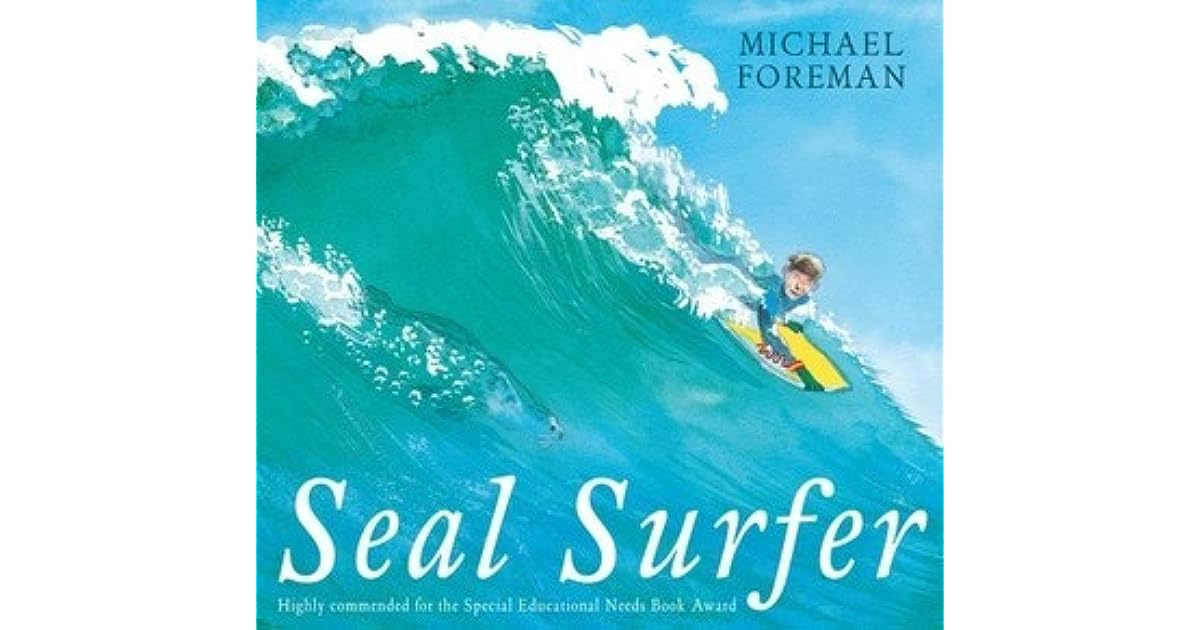 MICHAEL
FOREMAN
Seal Surfer
Highly commended for the Special Educational Needs Book Award